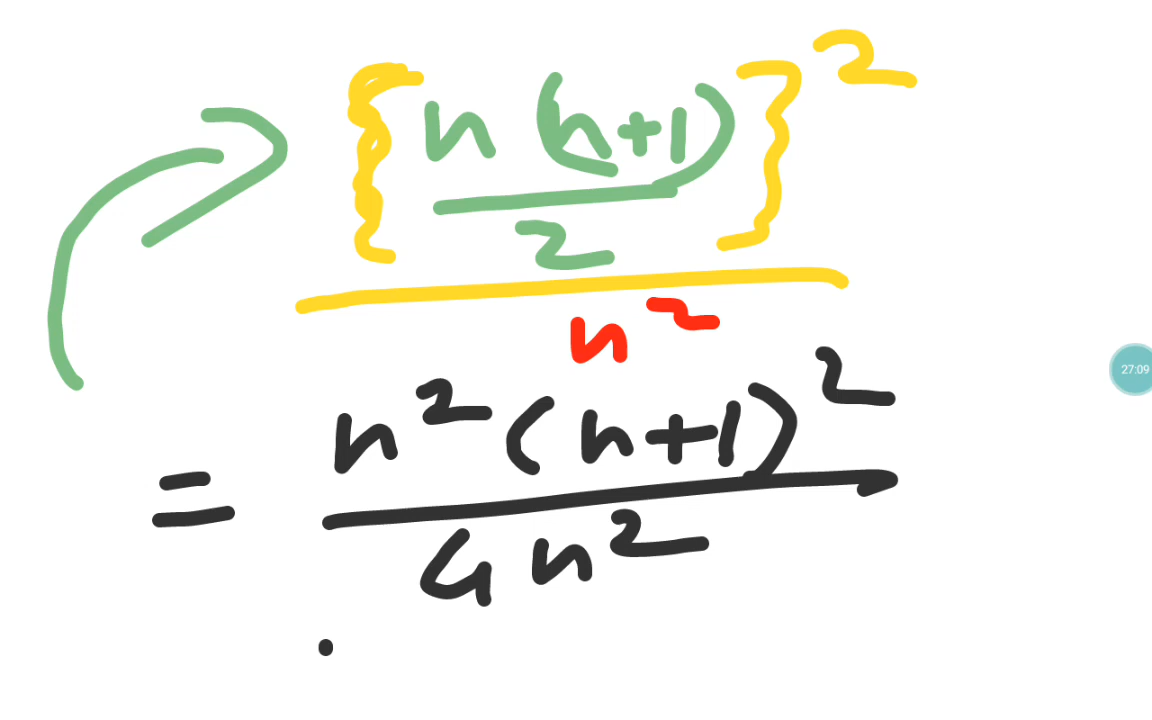 [n(n+1)/2]²
n²
= n²(n+1)²
4n²
27:09